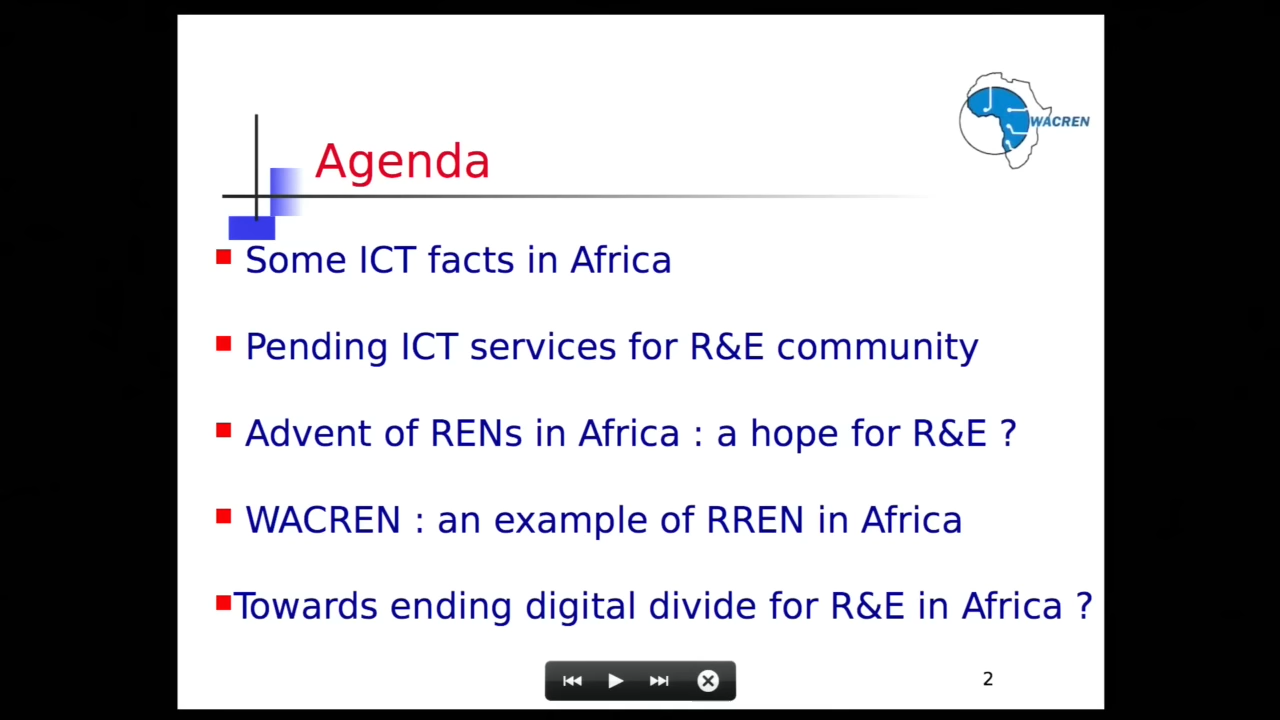 WACREN
Agenda
Some ICT facts in Africa
Pending ICT services for R&E community
Advent of RENs in Africa : a hope for R&E ?
WACREN : an example of RREN in Africa
Towards ending digital divide for R&E in Africa ?
2